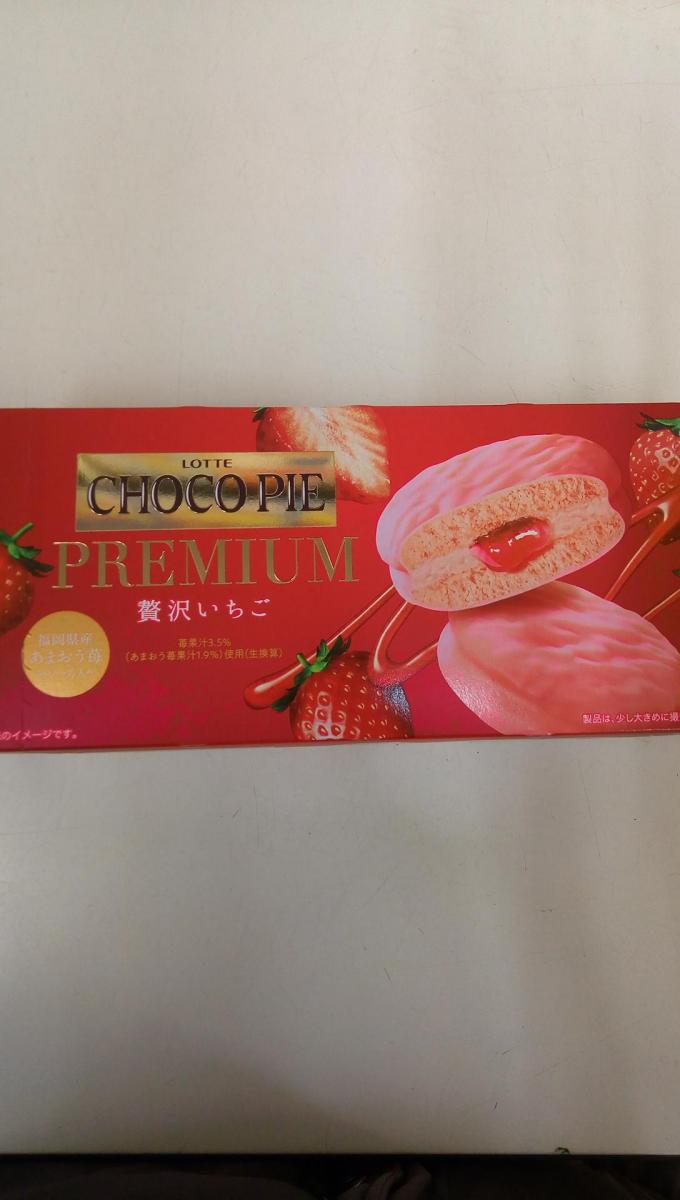 LOTTE
CHOCO PIE
PREMIUM
贅沢いちご
福岡県産
あまおう苺
苺果汁3.5%
(あまおう苺果汁1.9%)使用(生換算)
のイメージです。
製品は、少し大きめに撮